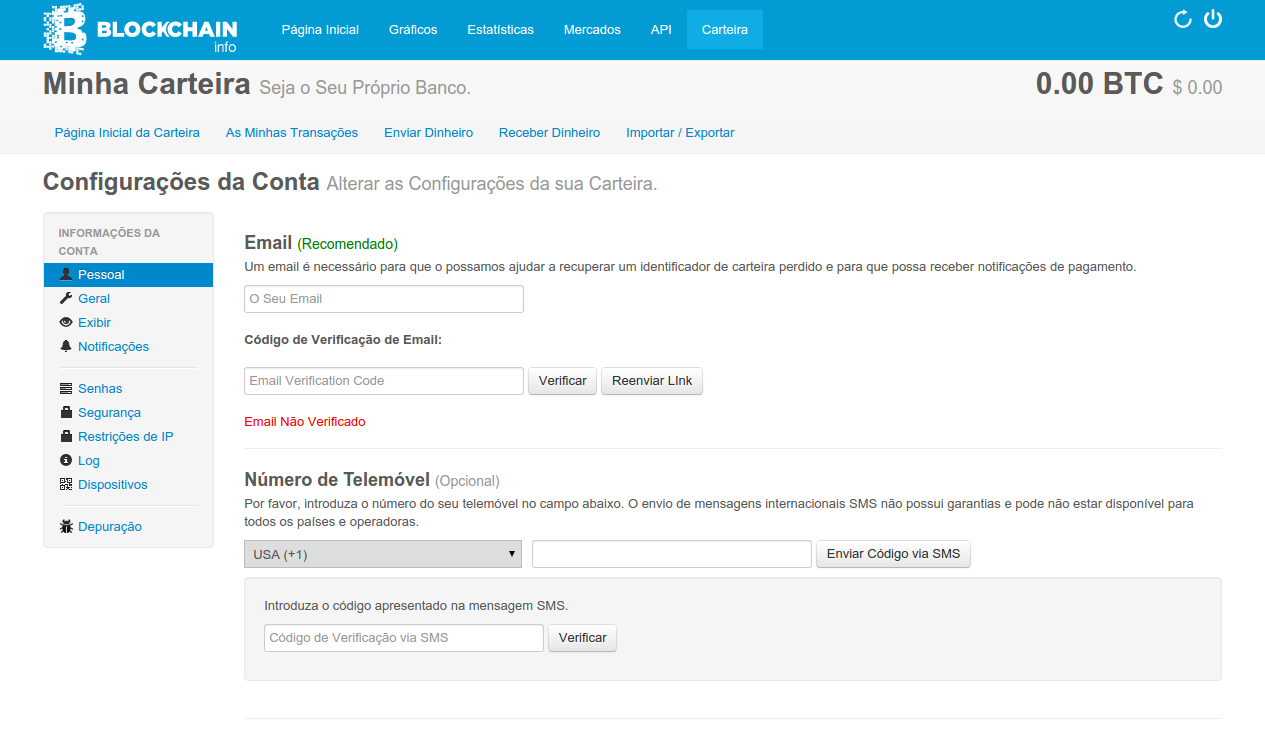 BLOCKCHAIN
info
Página Inicial Gráficos Estatísticas Mercados API Carteira
Minha Carteira Seja o Seu Próprio Banco.
0.00 BTC $ 0.00
Página Inicial da Carteira As Minhas Transações Enviar Dinheiro Receber Dinheiro Importar / Exportar
Configurações da Conta Alterar as Configurações da sua Carteira.
INFORMAÇÕES DA
CONTA
Pessoal
Geral
Exibir
Notificações
Senhas
Segurança
Restrições de IP
Log
Dispositivos
Depuração
Email (Recomendado)
Um email é necessário para que o possamos ajudar a recuperar um identificador de carteira perdido e para que possa receber notificações de pagamento.
O Seu Email
Código de Verificação de Email:
Email Verification Code Verificar Reenviar LInk
Email Não Verificado
Número de Telemóvel (Opcional)
Por favor, introduza o número do seu telemóvel no campo abaixo. O envio de mensagens internacionais SMS não possui garantias e pode não estar disponível para
todos os países e operadoras.
USA (+1) Enviar Código via SMS
Introduza o código apresentado na mensagem SMS.
Código de Verificação via SMS Verificar